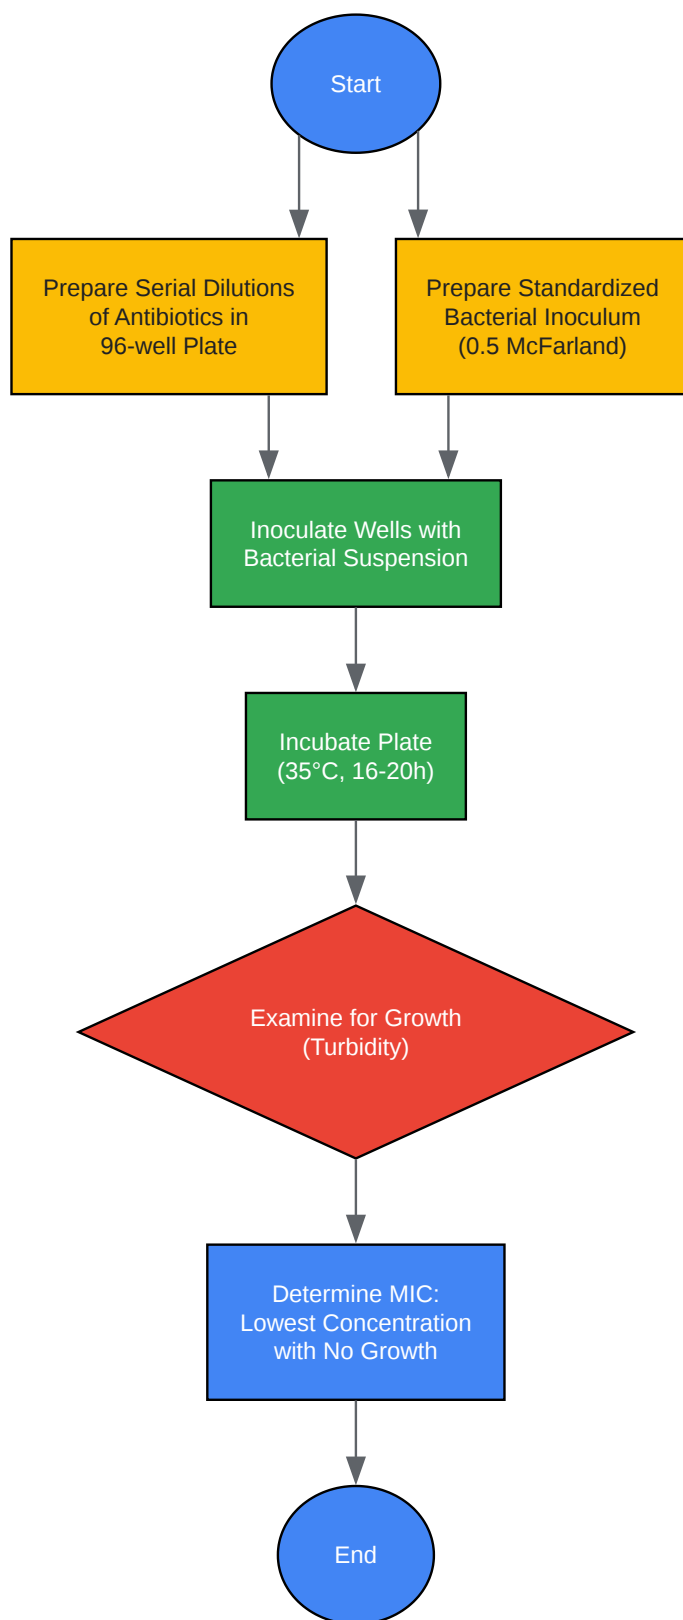 Start
Prepare Serial Dilutions
of Antibiotics in
96-well Plate
Prepare Standardized
Bacterial Inoculum
(0.5 McFarland)
Inoculate Wells with
Bacterial Suspension
Incubate Plate
(35°C, 16-20h)
Examine for Growth
(Turbidity)
Determine MIC:
Lowest Concentration
with No Growth
End